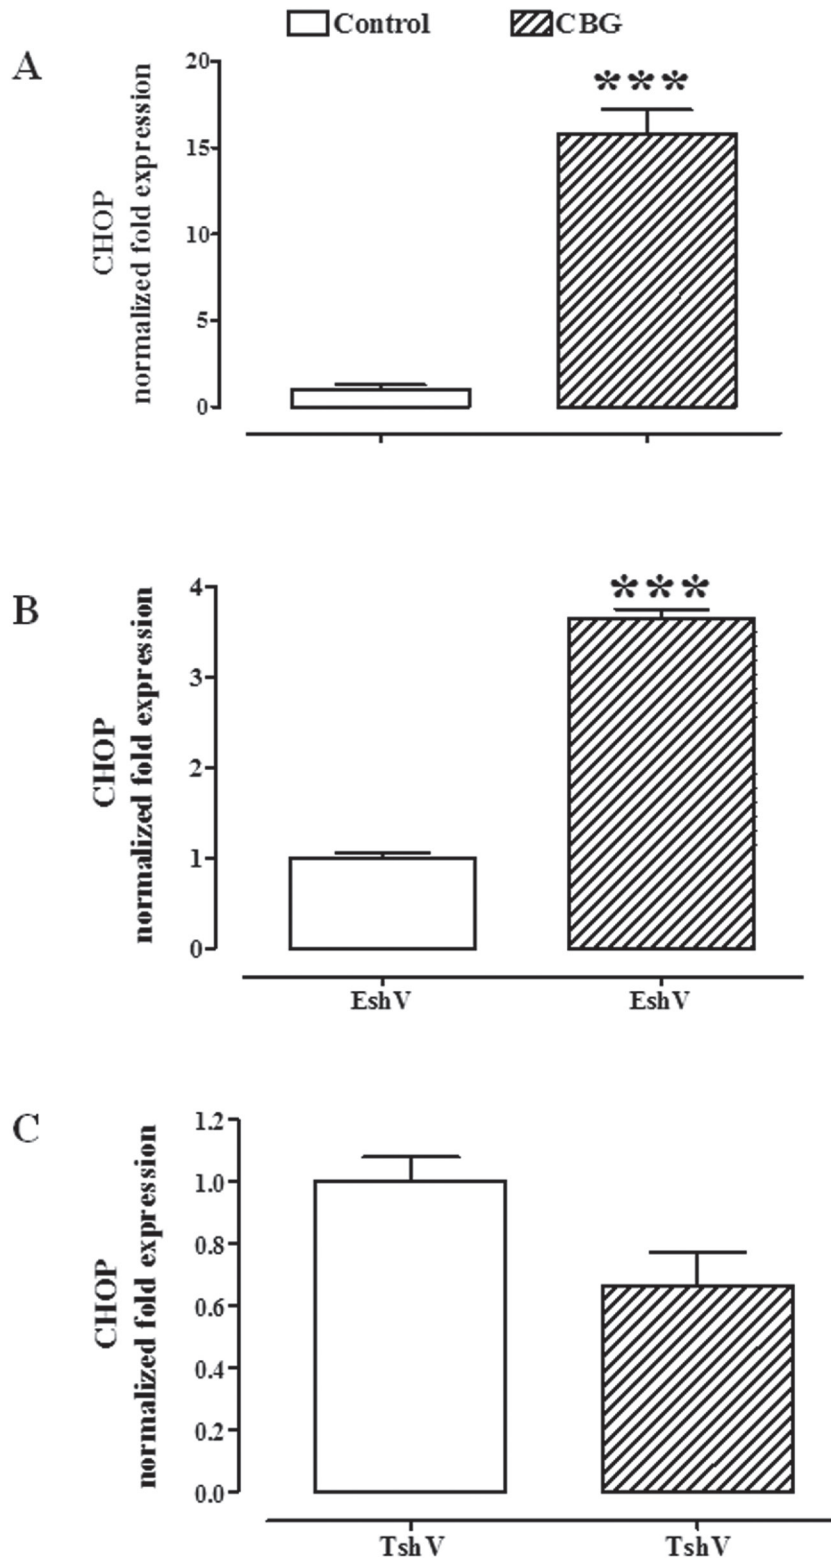 Control CBG
A
***
CHOP
normalized fold expression
20
15
10
5
0
B
***
CHOP
normalized fold expression
4
3
2
1
0
EshV EshV
C
CHOP
normalized fold expression
1.2
1.0
0.8
0.6
0.4
0.2
0.0
TshV TshV